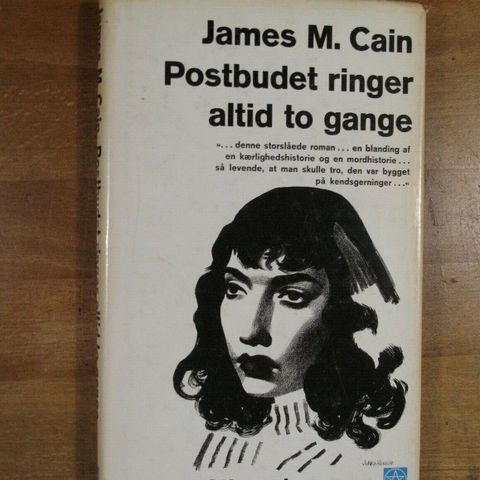 James M. Cain
Postbudet ringer
altid to gange
»... denne storslåede roman ... en blanding af
en kærlighedshistorie og en mordhistorie ...
så levende, at man skulle tro, den var bygget
på kendsgerninger ...«